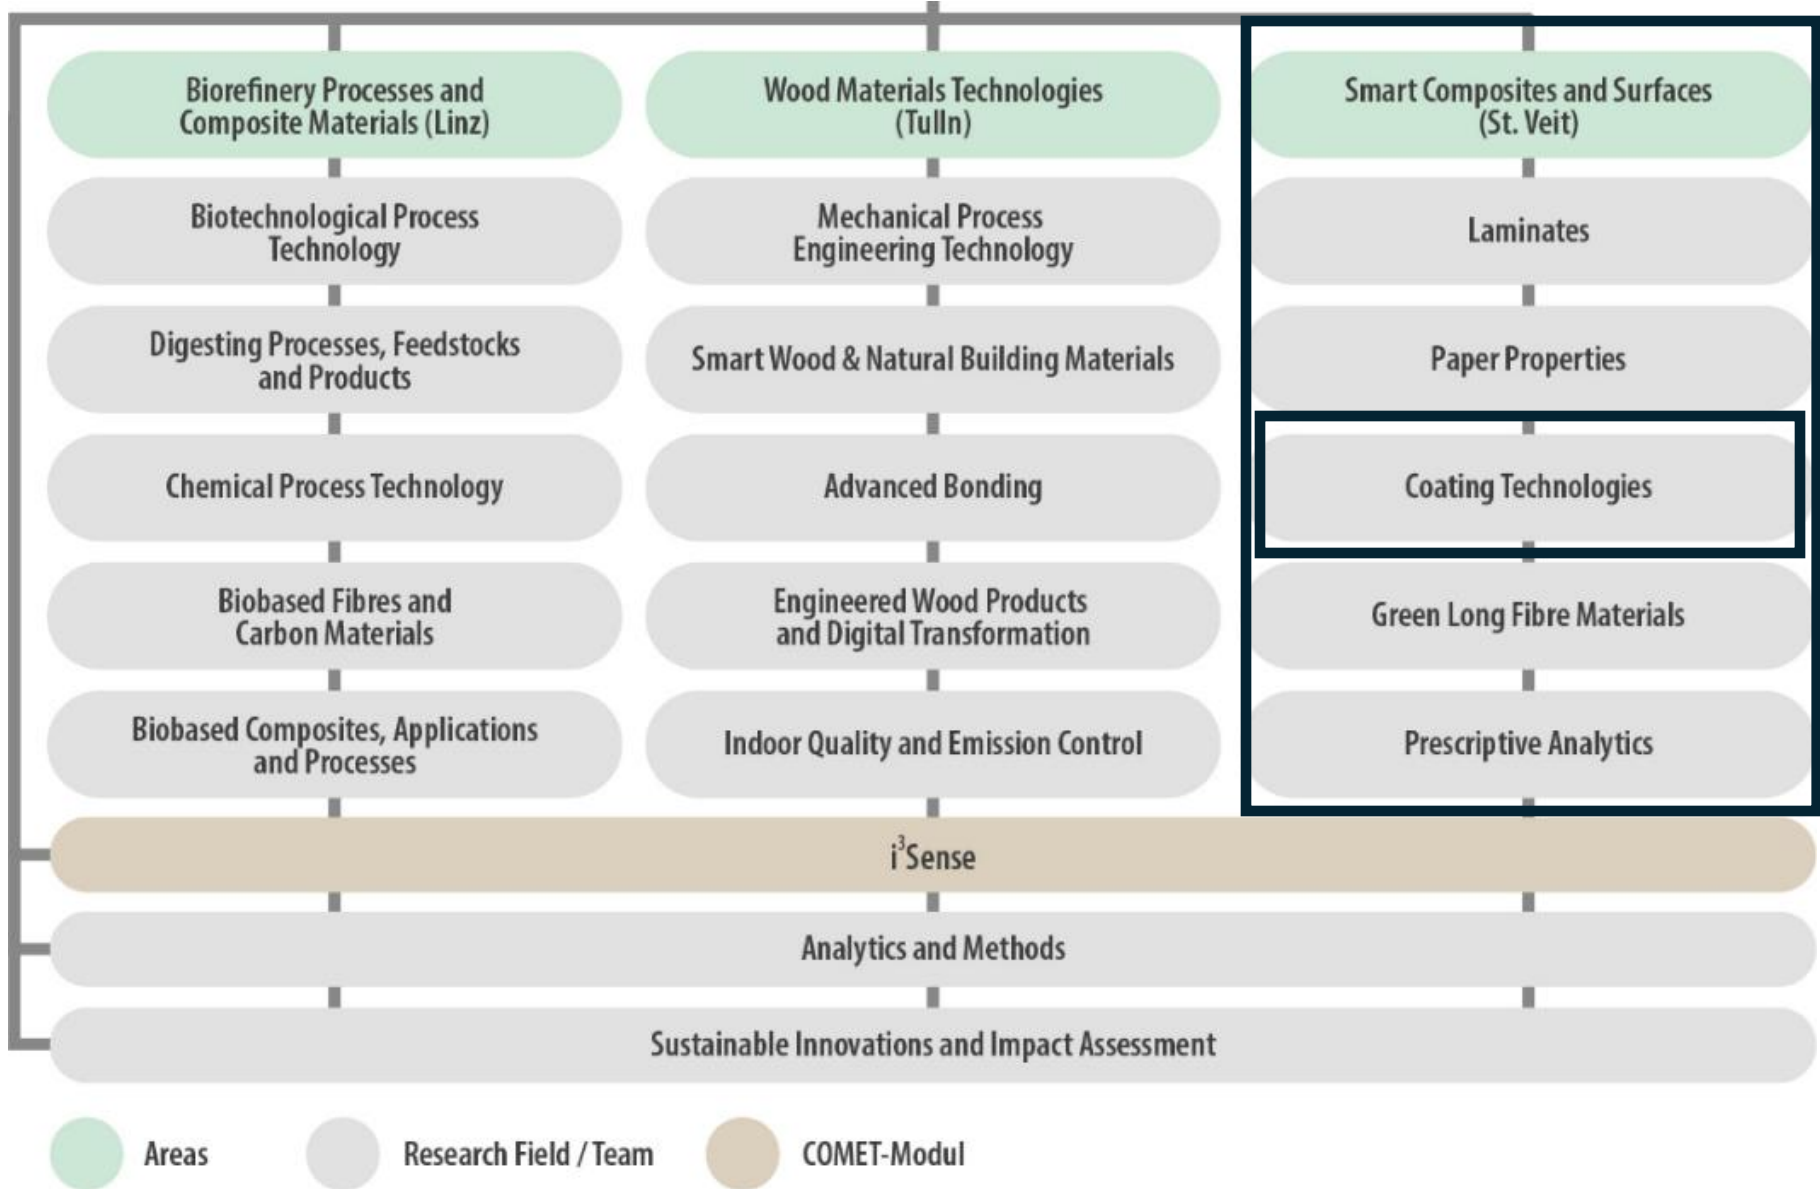 Biorefinery Processes and
Composite Materials (Linz)
Wood Materials Technologies
(Tulln)
Smart Composites and Surfaces
(St. Veit)
Biotechnological Process
Technology
Mechanical Process
Engineering Technology
Laminates
Digesting Processes, Feedstocks
and Products
Smart Wood & Natural Building Materials
Paper Properties
Chemical Process Technology
Advanced Bonding
Coating Technologies
Biobased Fibres and
Carbon Materials
Engineered Wood Products
and Digital Transformation
Green Long Fibre Materials
Biobased Composites, Applications
and Processes
Indoor Quality and Emission Control
Prescriptive Analytics
i³Sense
Analytics and Methods
Sustainable Innovations and Impact Assessment
Areas
Research Field / Team
COMET-Modul